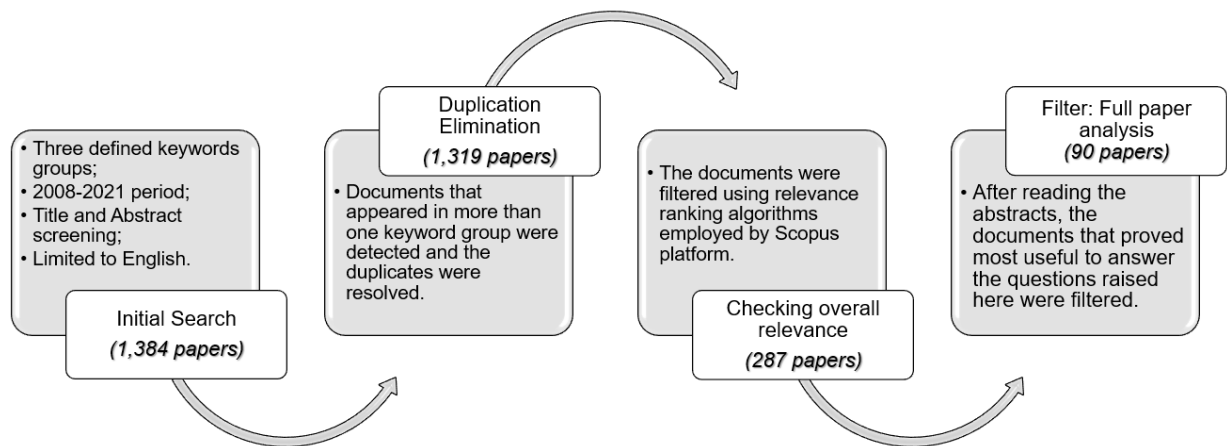 • Three defined keywords
groups;
• 2008-2021 period;
• Title and Abstract
screening;
• Limited to English.
Initial Search
(1,384 papers)
Duplication
Elimination
(1,319 papers)
• Documents that
appeared in more than
one keyword group were
detected and the
duplicates were
resolved.
• The documents were
filtered using relevance
ranking algorithms
employed by Scopus
platform.
Checking overall
relevance
(287 papers)
Filter: Full paper
analysis
(90 papers)
• After reading the
abstracts, the
documents that proved
most useful to answer
the questions raised
here were filtered.